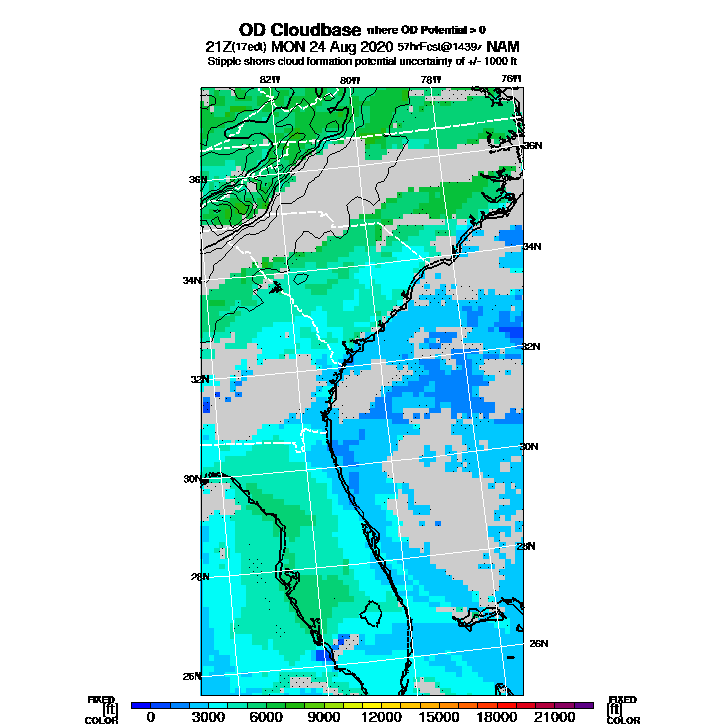 OD Cloudbase where OD Potential > 0
21Z(17edt) MON 24 Aug 2020 57hrFcst@1439z NAM
Stipple shows cloud formation potential uncertainty of +/- 1000 ft
82W 80W 78W 76W
36N
36N
34N
34N
32N
32N
30N
30N
28N
28N
26N
26N
FIXED [ft] COLOR
0 3000 6000 9000 12000 15000 18000 21000
FIXED [ft] COLOR